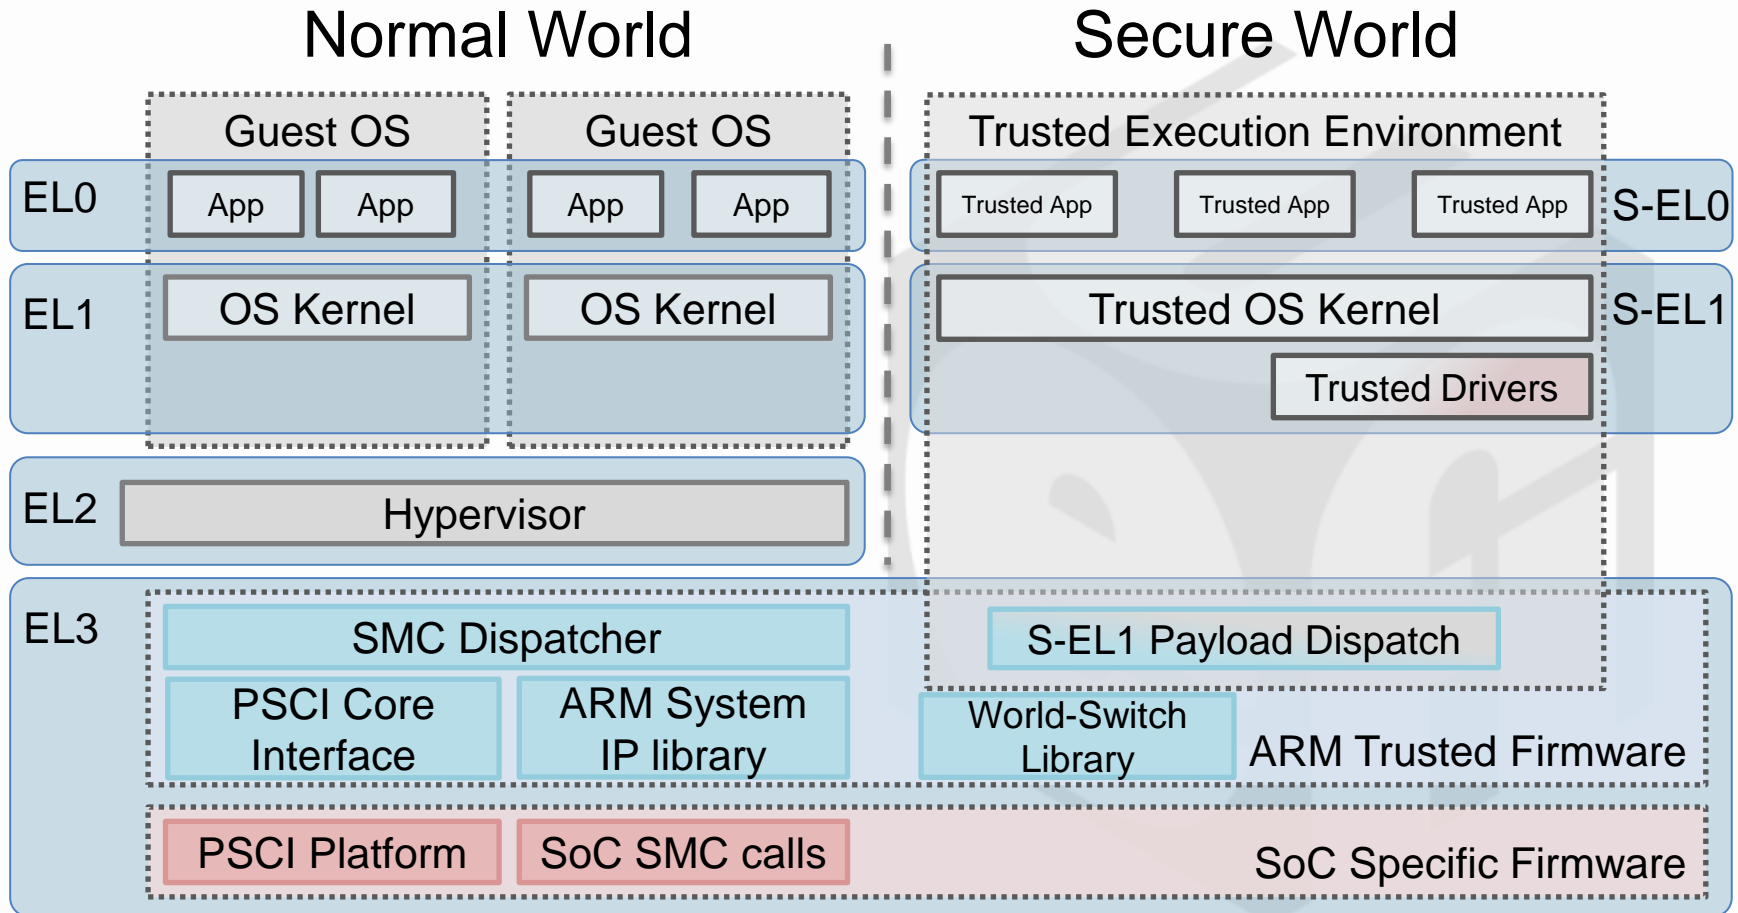 Normal World
Secure World
Guest OS
Guest OS
Trusted Execution Environment
EL0
App
App
App
App
Trusted App
Trusted App
Trusted App
S-EL0
EL1
OS Kernel
OS Kernel
Trusted OS Kernel
S-EL1
Trusted Drivers
EL2
Hypervisor
EL3
SMC Dispatcher
S-EL1 Payload Dispatch
PSCI Core
Interface
ARM System
IP library
World-Switch
Library
ARM Trusted Firmware
PSCI Platform
SoC SMC calls
SoC Specific Firmware